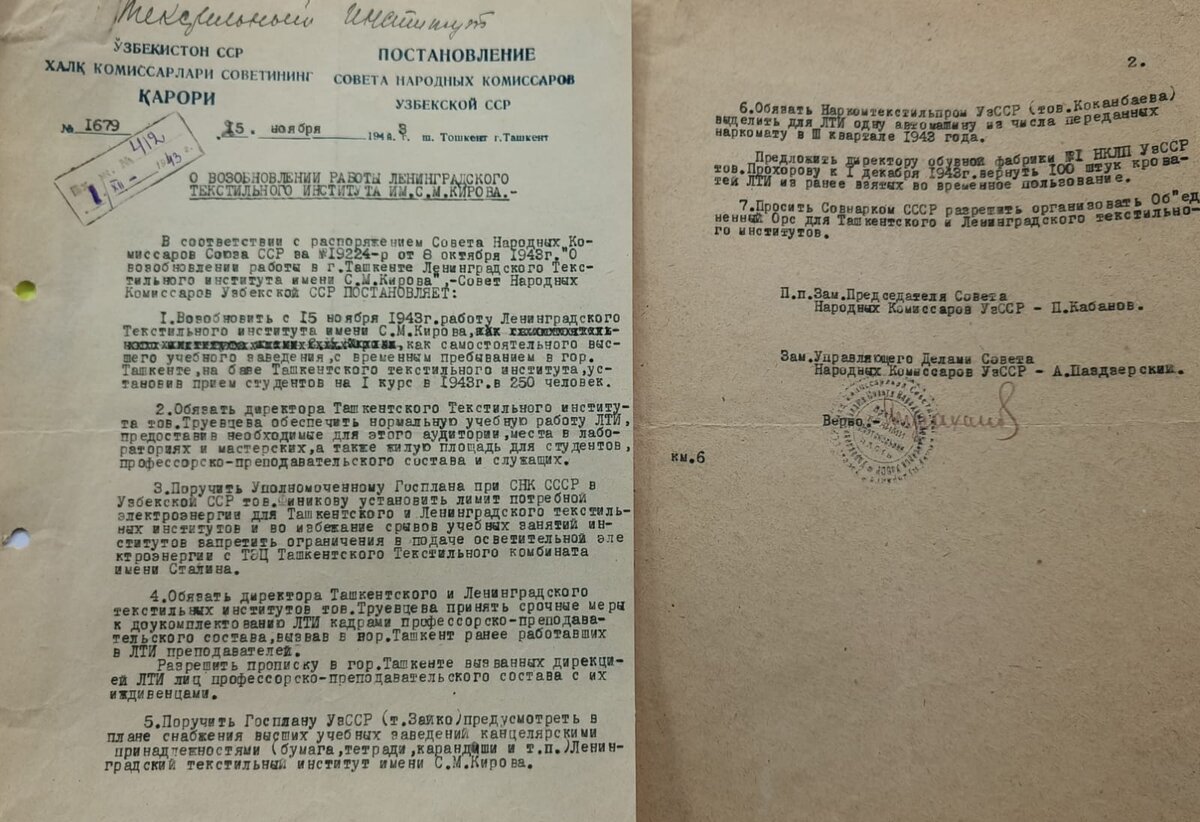 Текстильный институт
ЎЗБЕКИСТОН ССР
ХАЛҚ КОМИССАРЛАРИ СОВЕТИНИНГ
ҚАРОРИ
ПОСТАНОВЛЕНИЕ
СОВЕТА НАРОДНЫХ КОМИССАРОВ
УЗБЕКСКОЙ ССР
№ 1679
15. ноября 1943 г. ш. Тошкент г. Ташкент
№ 412
1 XII 1943 г.
О ВОЗОБНОВЛЕНИИ РАБОТЫ ЛЕНИНГРАДСКОГО
ТЕКСТИЛЬНОГО ИНСТИТУТА ИМ.С.М.КИРОВА.-
В соответствии с распоряжением Совета Народных Ко-
миссаров Союза ССР за №19224-р от 8 октября 1943г."О
возобновлении работы в г.Ташкенте Ленинградского Текс-
тильного института имени С.М.Кирова",-Совет Народных
Комиссаров Узбекской ССР ПОСТАНОВЛЯЕТ:
1.Возобновить с 15 ноября 1943г.работу Ленинградского
Текстильного института имени С.М.Кирова,
,как самостоятельного выс-
шего учебного заведения,с временным пребыванием в гор.
Ташкенте,на базе Ташкентского текстильного института,ус-
тановив прием студентов на I курс в 1943г.в 250 человек.
2.Обязать директора Ташкентского Текстильного институ-
та тов.Труевцева обеспечить нормальную учебную работу ЛТИ,
предоставив необходимые для этого аудитории,места в лабо-
раториях и мастерских,а также жилую площадь для студентов,
профессорско-преподавательского состава и служащих.
3.Поручить Уполномоченному Госплана при СНК СССР в
Узбекской ССР тов.Финикову установить лимит потребной
электроэнергии для Ташкентского и Ленинградского текстиль-
ных институтов и во избежание срывов учебных занятий ин-
ститутов запретить ограничения в подаче осветительной эле
ктроэнергии с ТЭЦ Ташкентского Текстильного комбината
имени Сталина.
4.Обязать директора Ташкентского и Ленинградского
текстильных институтов тов.Труевцева принять срочные меры
к доукомплектованию ЛТИ кадрами профессорско-преподава-
тельского состава,вызвав в гор.Ташкент ранее работавших
в ЛТИ преподавателей.
Разрешить прописку в гор.Ташкенте вызванных дирекци-
ей ЛТИ лиц профессорско-преподавательского состава с их
иждивенцами.
5.Поручить Госплану УзССР (т.Зайко)предусмотреть в
плане снабжения высших учебных заведений канцелярскими
принадлежностями (бумага,тетради,карандиши и т.п.)Ленин-
градский текстильный институт имени С.М.Кирова.
2.
6.Обязать Наркомтекстильпром УзССР (тов.Коканбаева)
выделить для ЛТИ одну автомашину из числа переданных
наркомату в III квартале 1943 года.
Предложить директору обувной фабрики №1 НКЛП УзССР
тов.Прохорову к 1 декабря 1943г.вернуть 100 штук крова-
тей ЛТИ из ранее взятых во временное пользование.
7.Просить Совнарком СССР разрешить организовать Об"ед
ненный Орс для Ташкентского и Ленинградского текстильно-
го институтов.
П.п.Зам.Председателя Совета
Народных Комиссаров УзССР - П.Кабанов.
Зам.Управляющего Делами Совета
Народных Комиссаров УзССР - А.Паздзерский.
Верно:-
км.6